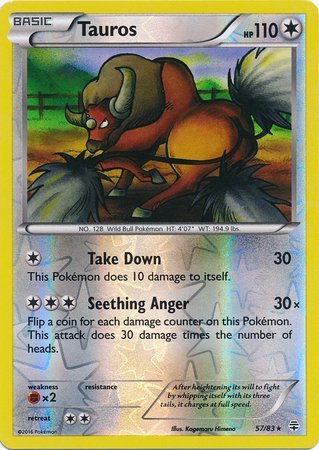 BASIC
Tauros
HP110
NO. 128 Wild Bull Pokémon HT: 4'07" WT: 194.9 lbs.
Take Down 30
This Pokémon does 10 damage to itself.
Seething Anger 30×
Flip a coin for each damage counter on this Pokémon.
This attack does 30 damage times the number of
heads.
weakness
×2
resistance
retreat
After heightening its will to fight
by whipping itself with its three
tails, it charges at full speed.
©2016 Pokémon
Illus. Kagemaru Himeno
57/83★